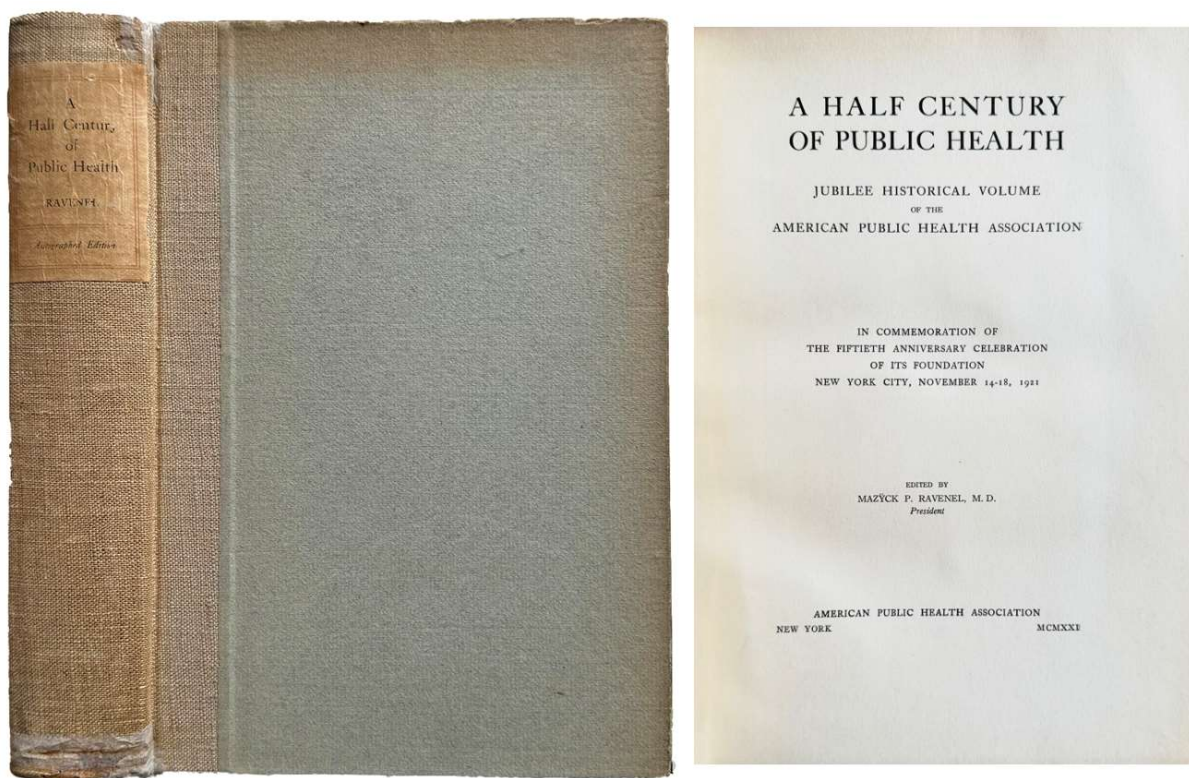 A
Half Century
of
Public Health
RAVENEL
Autographed Edition
A HALF CENTURY
OF PUBLIC HEALTH
JUBILEE HISTORICAL VOLUME
OF THE
AMERICAN PUBLIC HEALTH ASSOCIATION
IN COMMEMORATION OF
THE FIFTIETH ANNIVERSARY CELEBRATION
OF ITS FOUNDATION
NEW YORK CITY, NOVEMBER 14-18, 1921
EDITED BY
MAZŸCK P. RAVENEL, M. D.
President
AMERICAN PUBLIC HEALTH ASSOCIATION
NEW YORK MCMXXI